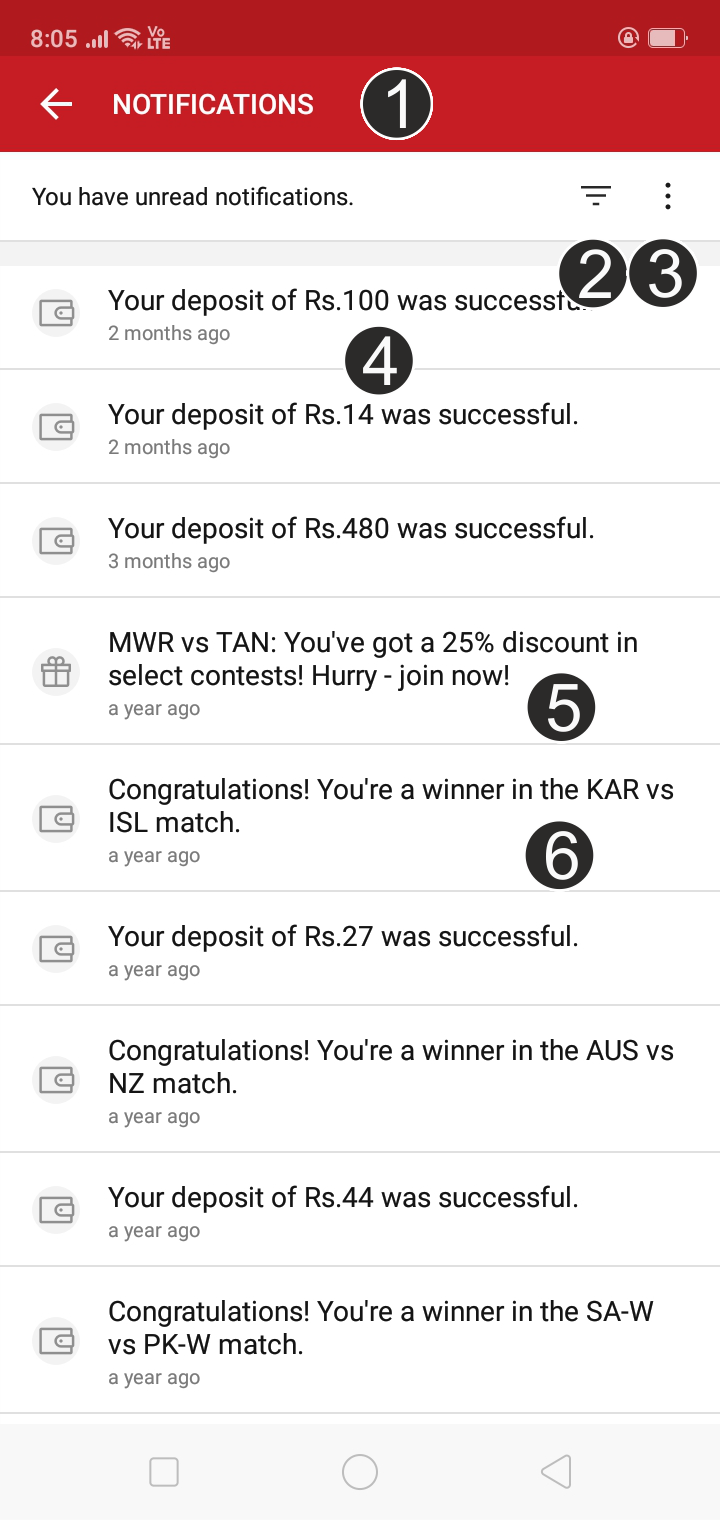 8:05 Vo LTE
NOTIFICATIONS 1
You have unread notifications.
2 3
Your deposit of Rs.100 was
2 months ago
4
Your deposit of Rs.14 was successful.
2 months ago
Your deposit of Rs.480 was successful.
3 months ago
MWR vs TAN: You've got a 25% discount in
select contests! Hurry - join now!
a year ago
5
Congratulations! You're a winner in the KAR vs
ISL match.
a year ago
6
Your deposit of Rs.27 was successful.
a year ago
Congratulations! You're a winner in the AUS vs
NZ match.
a year ago
Your deposit of Rs.44 was successful.
a year ago
Congratulations! You're a winner in the SA-W
vs PK-W match.
a year ago